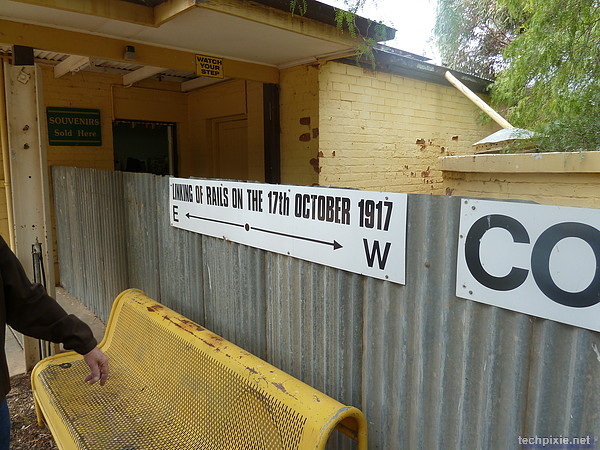 WATCH
YOUR STEP
SOUVENIRS
Sold Here
LINKING OF RAILS ON THE 17th OCTOBER 1917
E W
CO
techpixie.net